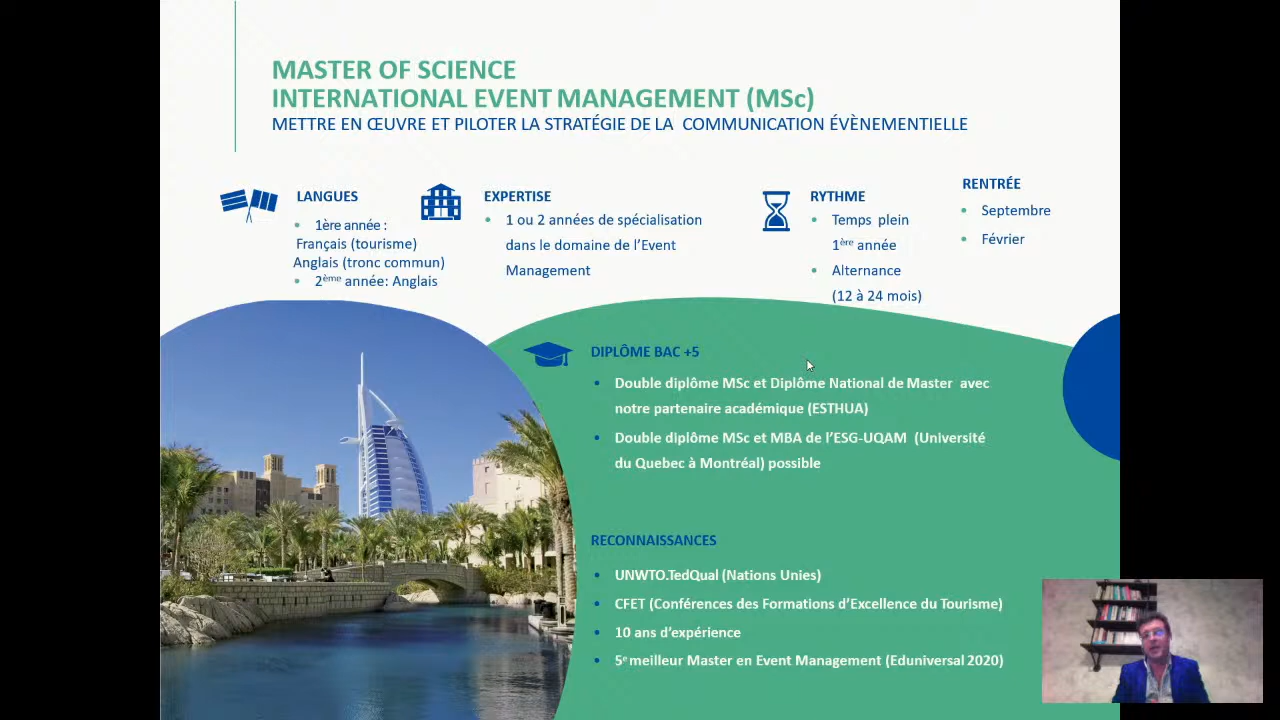 MASTER OF SCIENCE
INTERNATIONAL EVENT MANAGEMENT (MSc)
METTRE EN ŒUVRE ET PILOTER LA STRATÉGIE DE LA COMMUNICATION ÉVÈNEMENTIELLE
LANGUES
• 1ère année :
Français (tourisme)
Anglais (tronc commun)
• 2ème année: Anglais
EXPERTISE
• 1 ou 2 années de spécialisation
dans le domaine de l'Event
Management
RYTHME
• Temps plein
1ère année
• Alternance
(12 à 24 mois)
RENTRÉE
• Septembre
• Février
DIPLÔME BAC +5
• Double diplôme MSc et Diplôme National de Master avec
notre partenaire académique (ESTHUA)
• Double diplôme MSc et MBA de l'ESG-UQAM (Université
du Quebec à Montréal) possible
RECONNAISSANCES
• UNWTO.TedQual (Nations Unies)
• CFET (Conférences des Formations d'Excellence du Tourisme)
• 10 ans d'expérience
• 5e meilleur Master en Event Management (Eduniversal 2020)